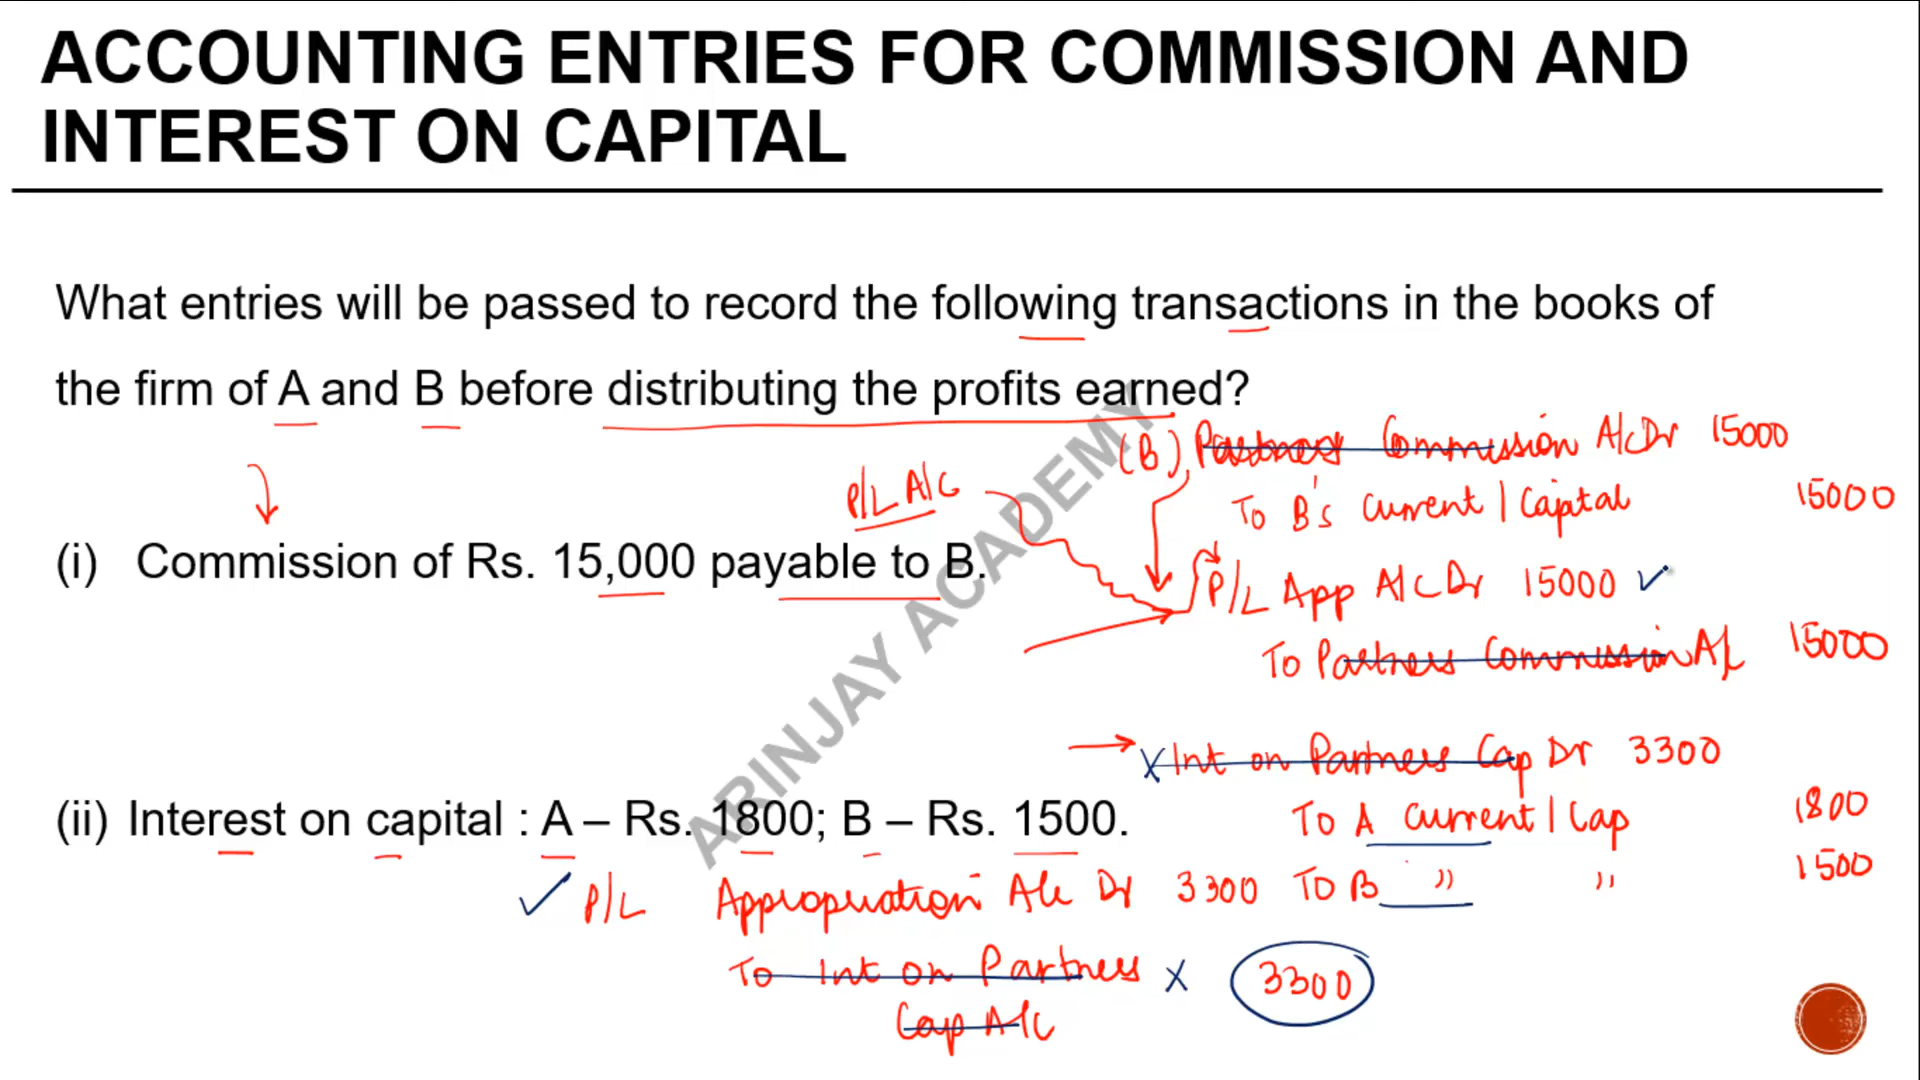 ACCOUNTING ENTRIES FOR COMMISSION AND
INTEREST ON CAPITAL
What entries will be passed to record the following transactions in the books of
the firm of A and B before distributing the profits earned?
(B) Partners Commission A/c Dr 15000
To B's Current / Capital 15000
P/L A/C
(i) Commission of Rs. 15,000 payable to B.
P/L App A/C Dr 15000 ✓
To Partners Commission A/c 15000
X Int on Partners Cap Dr 3300
(ii) Interest on capital : A – Rs. 1800; B – Rs. 1500.
To A Current / Cap 1800
To B " " 1500
✓ P/L Appropriation A/c Dr 3300
To Int on Partners X 3300
Cap A/c
ARINJAY ACADEMY